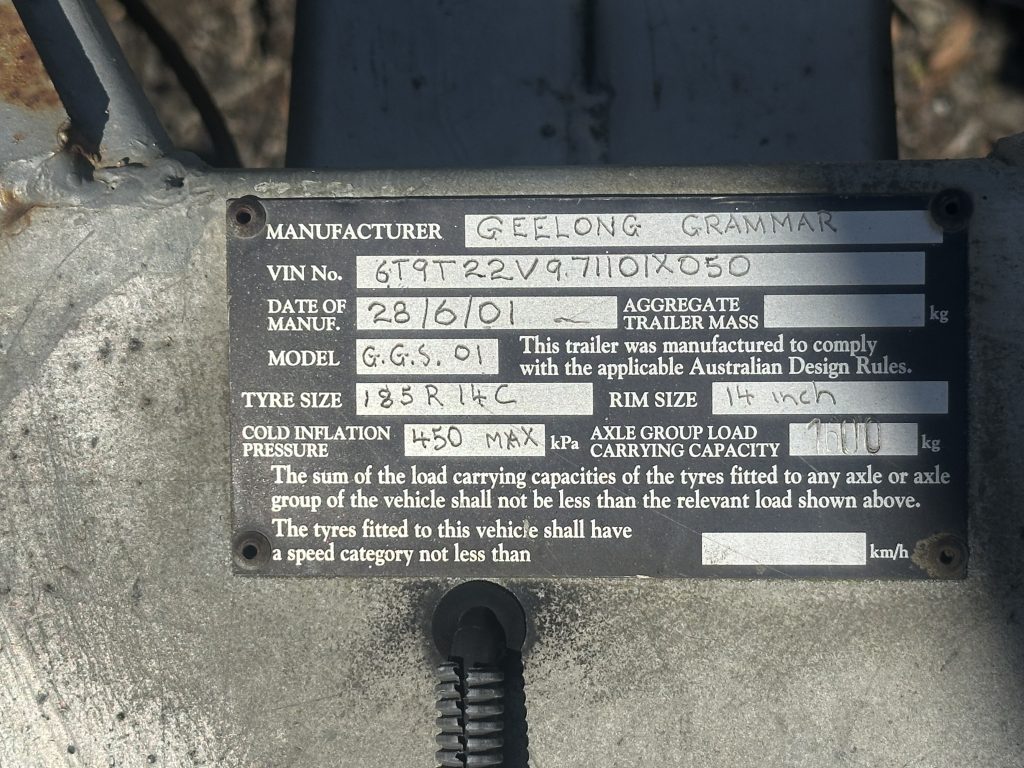 MANUFACTURER GEELONG GRAMMAR
VIN No. 6T9T22V9.71101X050
DATE OF MANUF. 28/6/01 AGGREGATE TRAILER MASS kg
MODEL G.G.S. 01 This trailer was manufactured to comply
with the applicable Australian Design Rules.
TYRE SIZE 185R14C RIM SIZE 14 inch
COLD INFLATION PRESSURE 450 MAX kPa AXLE GROUP LOAD CARRYING CAPACITY kg
The sum of the load carrying capacities of the tyres fitted to any axle or axle
group of the vehicle shall not be less than the relevant load shown above.
The tyres fitted to this vehicle shall have
a speed category not less than km/h